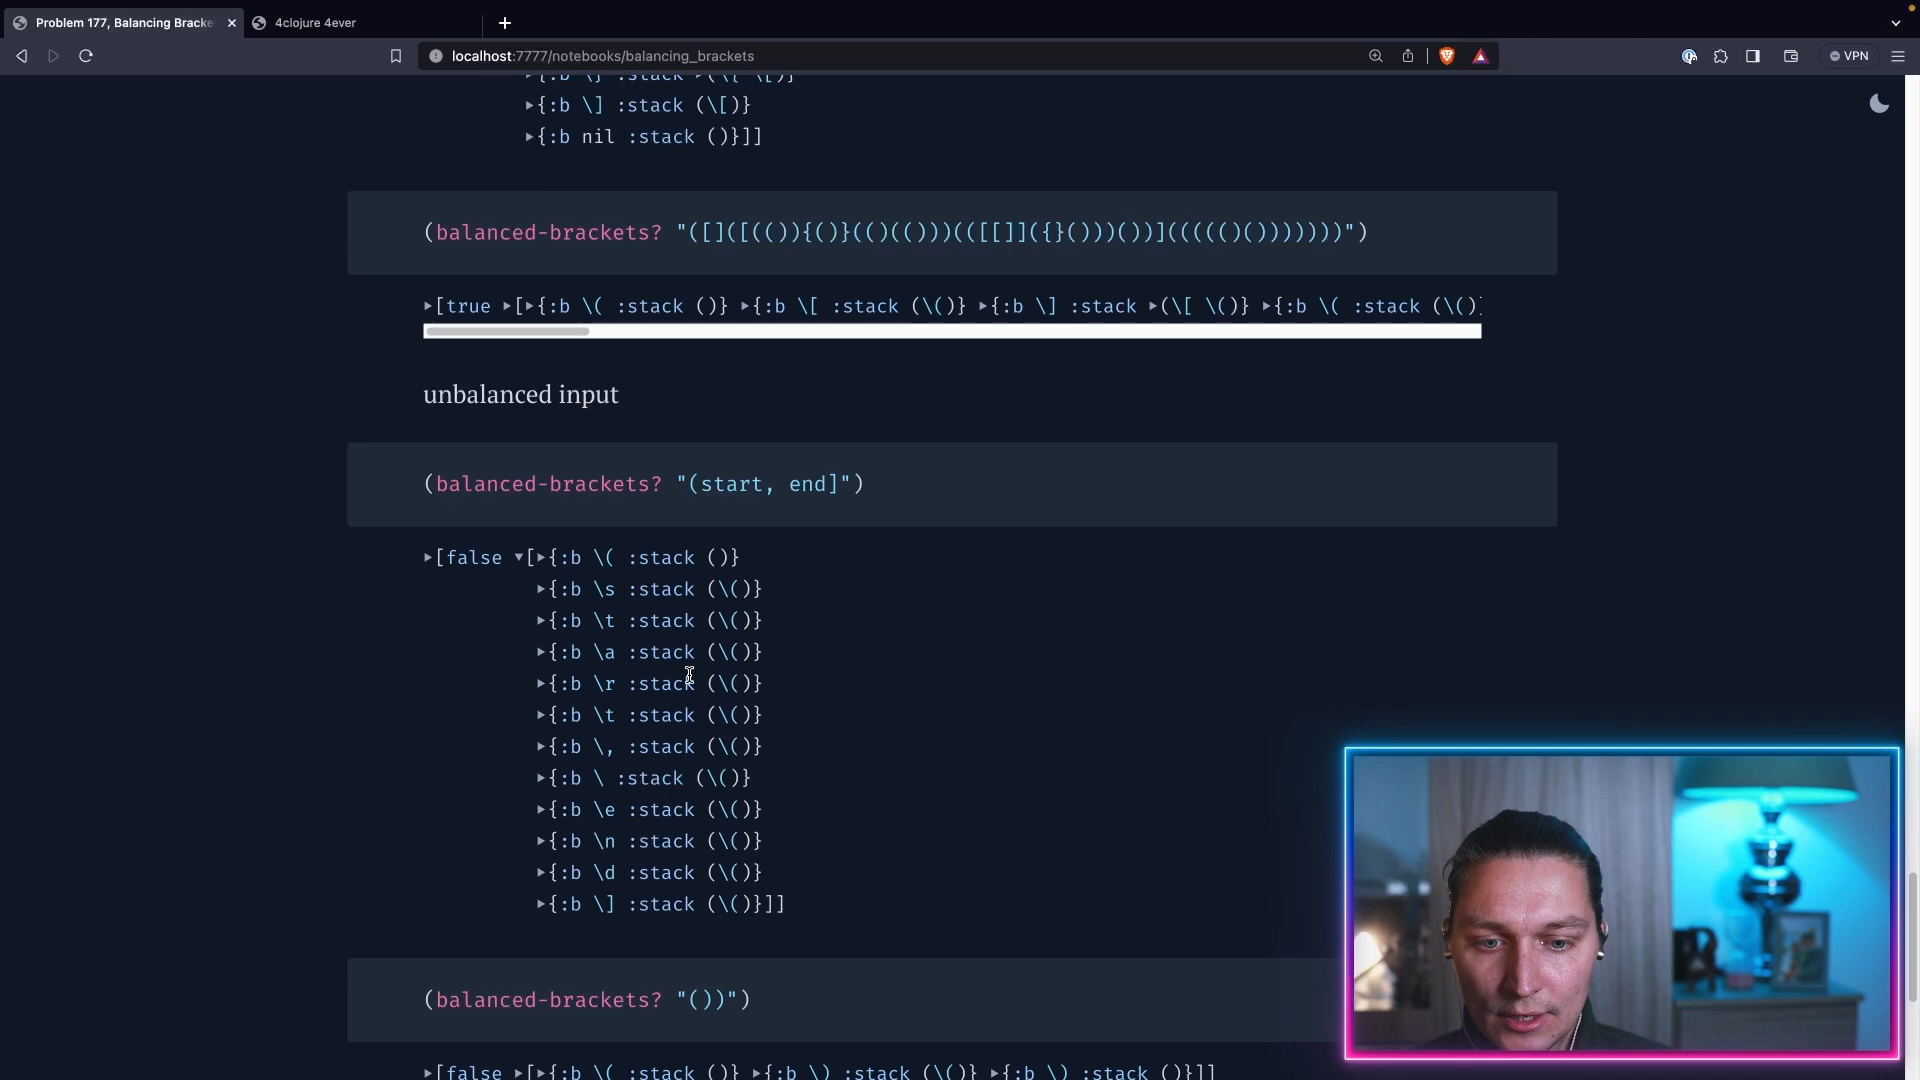 Problem 177, Balancing Bracke
4clojure 4ever
localhost:7777/notebooks/balancing_brackets
VPN
{:b \] :stack (\[)}
{:b nil :stack ()}]]
(balanced-brackets? "([]([(()){()}(()(()))(([[]]({}()))())]((((()()))))))")
[true [{:b \( :stack ()} {:b \[ :stack (\()} {:b \] :stack (\[ \()} {:b \( :stack (\()
unbalanced input
(balanced-brackets? "(start, end]")
[false [{:b \( :stack ()}
{:b \s :stack (\()}
{:b \t :stack (\()}
{:b \a :stack (\()}
{:b \r :stack (\()}
{:b \t :stack (\()}
{:b \, :stack (\()}
{:b \ :stack (\()}
{:b \e :stack (\()}
{:b \n :stack (\()}
{:b \d :stack (\()}
{:b \] :stack (\()}]]
(balanced-brackets? "())")
[false [{:b \( :stack ()} {:b \) :stack (\()} {:b \) :stack ()}]]